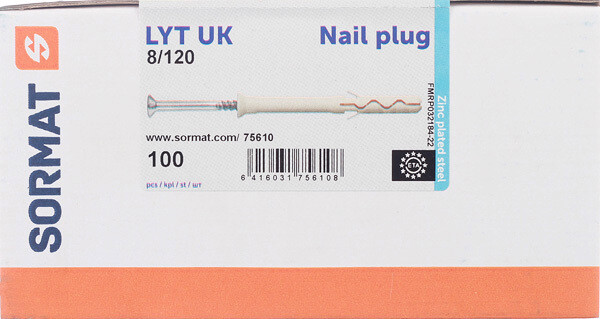 SORMAT
LYT UK
Nail plug
8/120
www.sormat.com/ 75610
100
pcs / kpl / st / шт
6 416031 756108
ETA
Zinc plated steel
FMRP032184-22